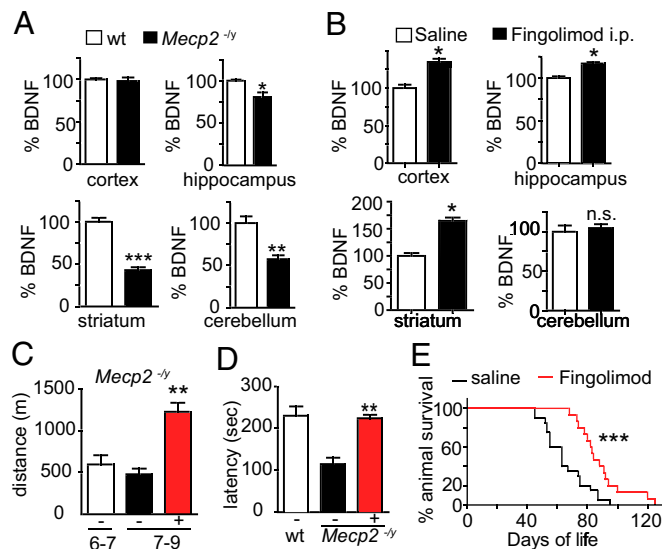 A
wt
Mecp2 -/y
% BDNF
100
50
0
cortex
% BDNF
100
50
0
*
hippocampus
% BDNF
100
50
0
***
striatum
% BDNF
100
50
0
**
cerebellum
B
Saline
Fingolimod i.p.
% BDNF
150
100
50
0
*
cortex
% BDNF
100
50
0
*
hippocampus
% BDNF
200
150
100
50
0
*
striatum
% BDNF
100
50
0
n.s.
cerebellum
C
Mecp2 -/y
distance (m)
1500
1000
500
0
**
- - +
6-7 7-9
D
latency (sec)
300
200
100
0
**
- - +
wt Mecp2 -/y
E
saline
Fingolimod
% animal survival
100
60
20
0
***
0 40 80 120
Days of life